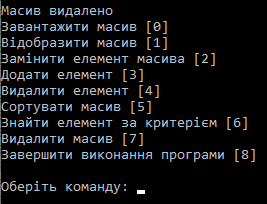 Масив видалено
Завантажити масив [0]
Відобразити масив [1]
Замінити елемент масива [2]
Додати елемент [3]
Видалити елемент [4]
Сортувати масив [5]
Знайти елемент за критерієм [6]
Видалити масив [7]
Завершити виконання програми [8]
Оберіть команду: